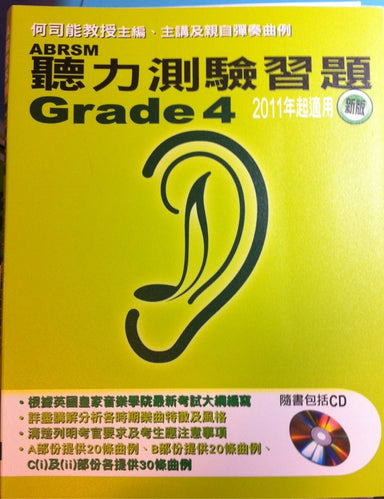 何司能教授主編、主講及親自彈奏曲例
ABRSM
聽力測驗習題
Grade 4 2011年起適用 新版
• 根據英國皇家音樂學院最新考試大綱編寫
• 詳盡講解分析各時期樂曲特徵及風格
• 清楚列明考官要求及考生應注意事項
• A部份提供20條曲例、B部份提供20條曲例、
C(i)及(ii)部份各提供30條曲例
隨書包括CD